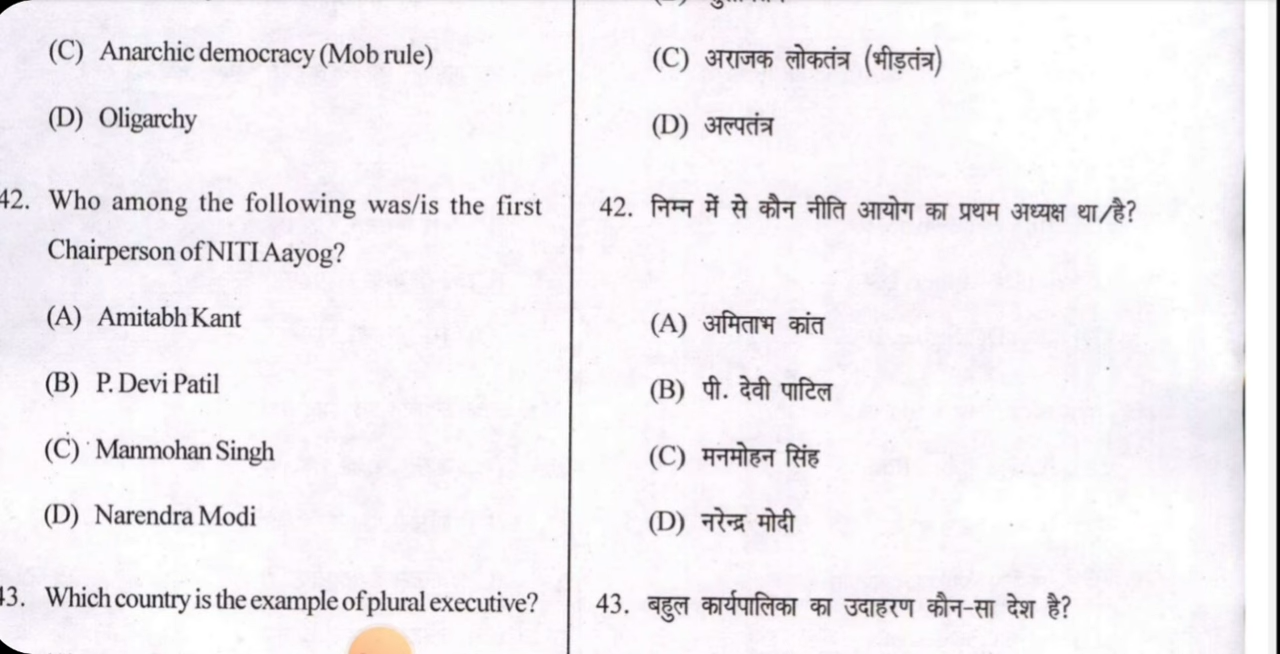 (C) Anarchic democracy (Mob rule)
(D) Oligarchy
42. Who among the following was/is the first
Chairperson of NITI Aayog?
(A) Amitabh Kant
(B) P. Devi Patil
(C) Manmohan Singh
(D) Narendra Modi
43. Which country is the example of plural executive?
(C) अराजक लोकतंत्र (भीड़तंत्र)
(D) अल्पतंत्र
42. निम्न में से कौन नीति आयोग का प्रथम अध्यक्ष था/है?
(A) अमिताभ कांत
(B) पी. देवी पाटिल
(C) मनमोहन सिंह
(D) नरेन्द्र मोदी
43. बहुल कार्यपालिका का उदाहरण कौन-सा देश है?